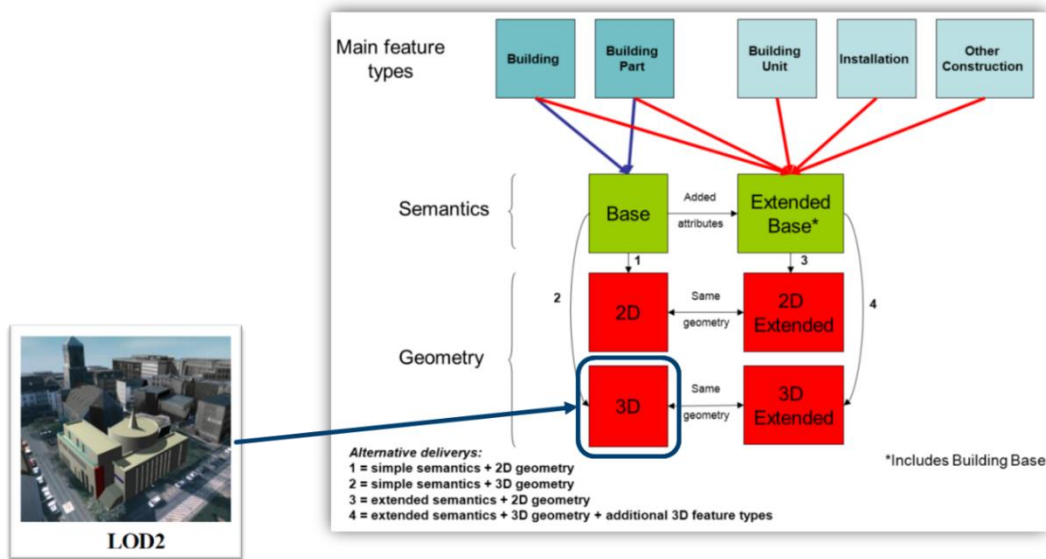 Main feature
types
Building
Building
Part
Building
Unit
Installation
Other
Construction
Semantics
Base
Added
attributes
Extended
Base*
1
3
2
4
Geometry
2D
Same
geometry
2D
Extended
3D
Same
geometry
3D
Extended
Alternative deliverys:
1 = simple semantics + 2D geometry
2 = simple semantics + 3D geometry
3 = extended semantics + 2D geometry
4 = extended semantics + 3D geometry + additional 3D feature types
*Includes Building Base
LOD2